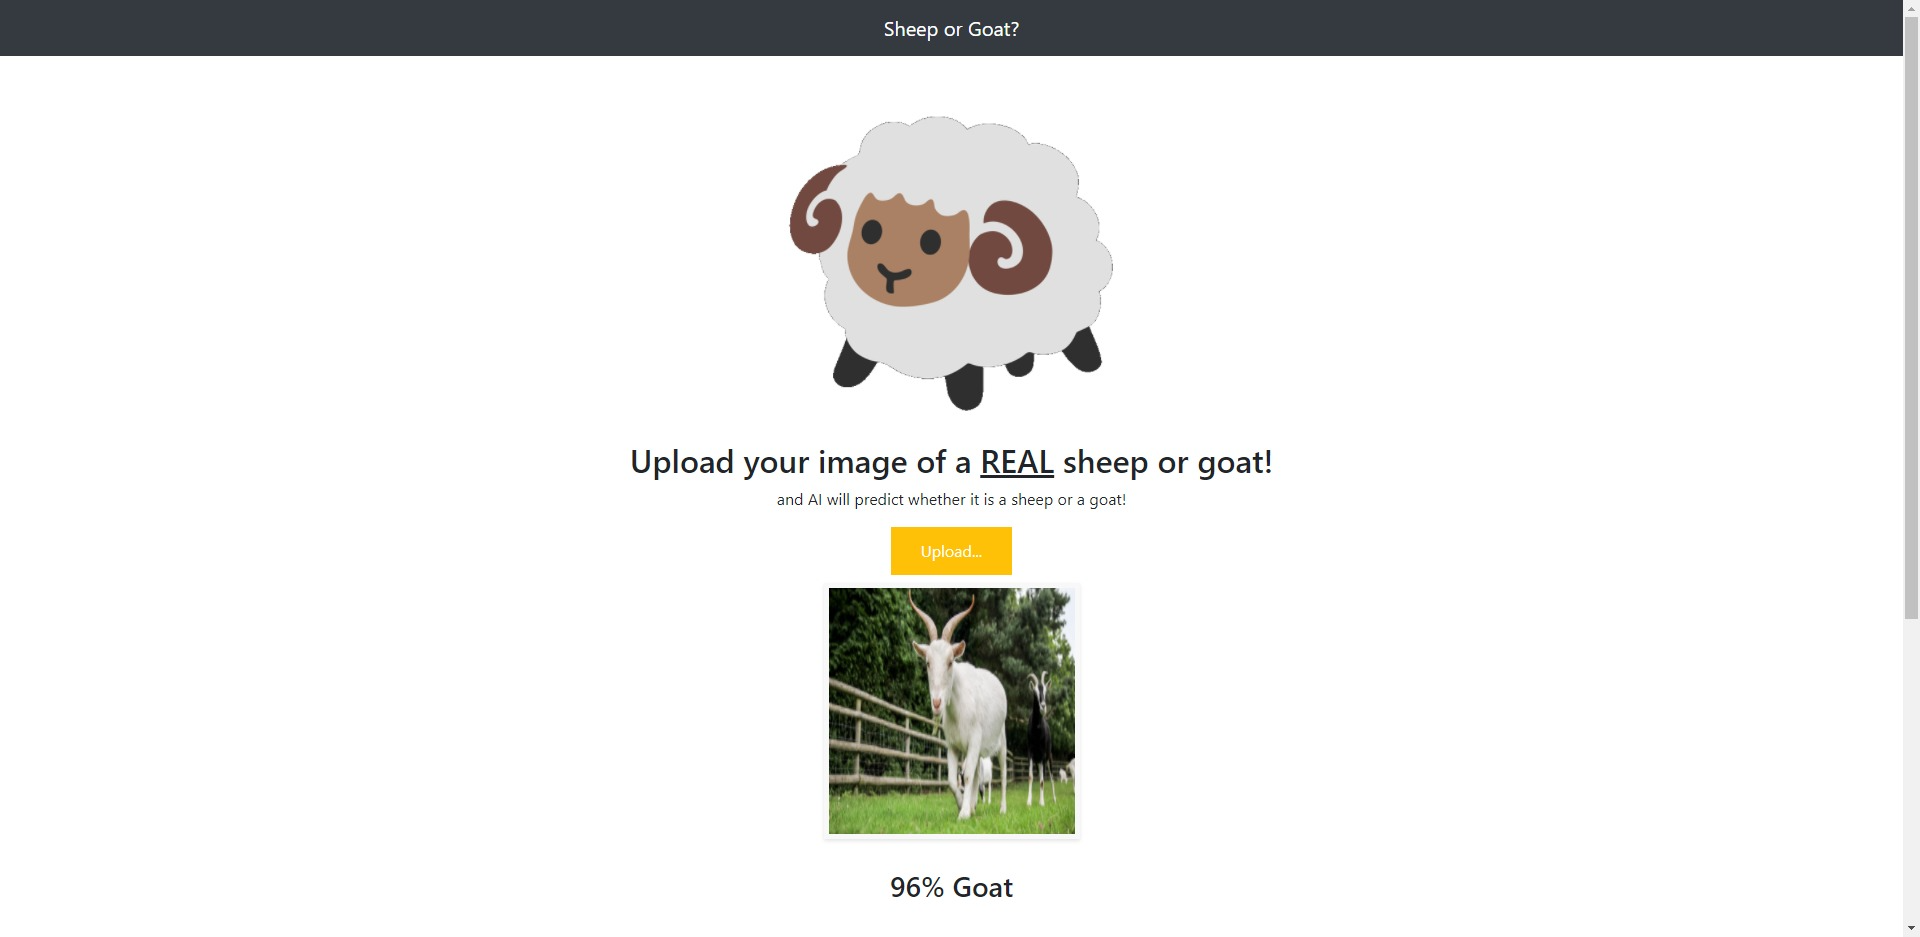 Sheep or Goat?
Upload your image of a REAL sheep or goat!
and AI will predict whether it is a sheep or a goat!
Upload...
96% Goat